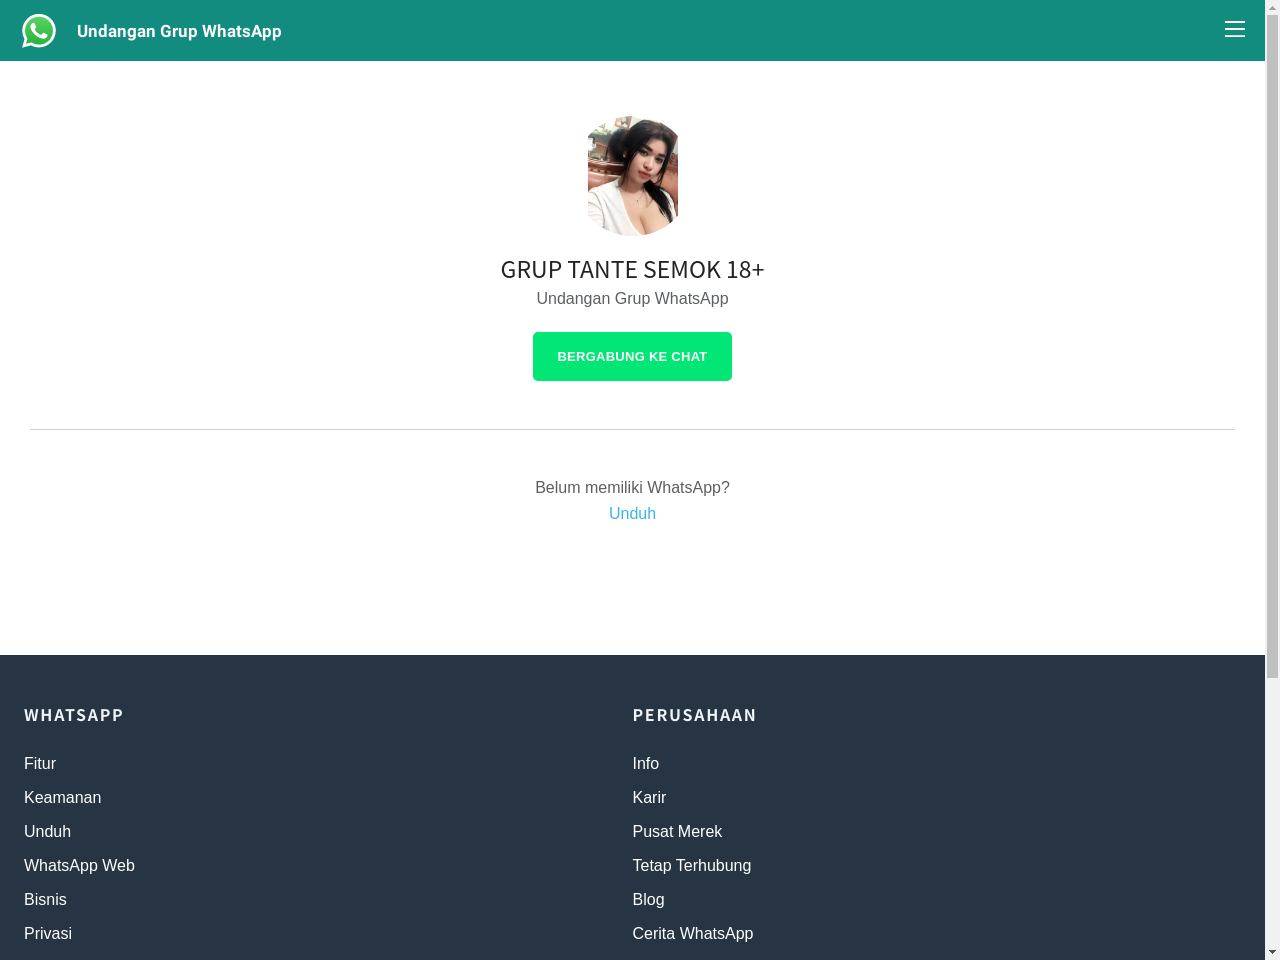 Undangan Grup WhatsApp
GRUP TANTE SEMOK 18+
Undangan Grup WhatsApp
BERGABUNG KE CHAT
Belum memiliki WhatsApp?
Unduh
WHATSAPP
Fitur
Keamanan
Unduh
WhatsApp Web
Bisnis
Privasi
PERUSAHAAN
Info
Karir
Pusat Merek
Tetap Terhubung
Blog
Cerita WhatsApp